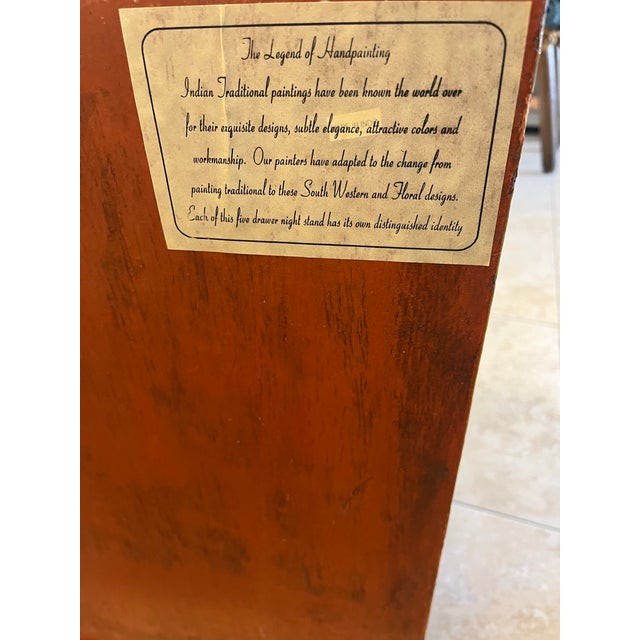 The Legend of Handpainting
Indian Traditional paintings have been known the world over
for their exquisite designs, subtle elegance, attractive colors and
workmanship. Our painters have adapted to the change from
painting traditional to these South Western and Floral designs.
Each of this five drawer night stand has its own distinguished identity